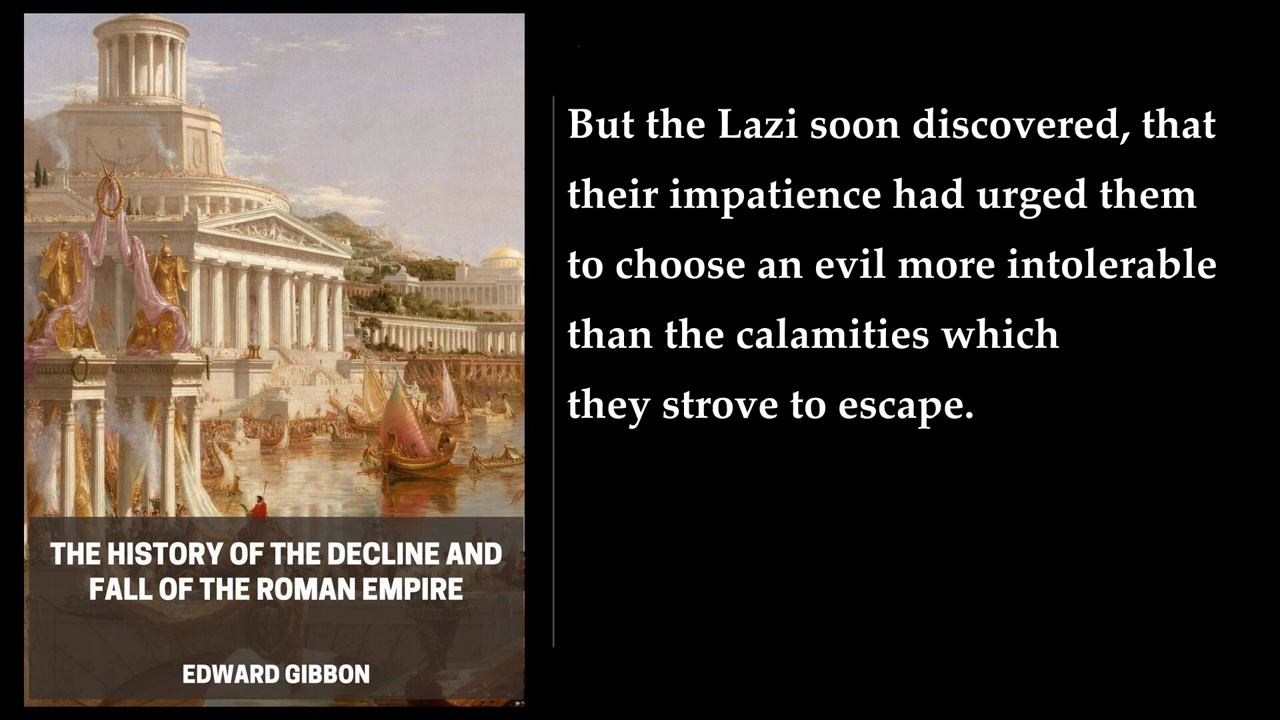 But the Lazi soon discovered, that
their impatience had urged them
to choose an evil more intolerable
than the calamities which
they strove to escape.
THE HISTORY OF THE DECLINE AND
FALL OF THE ROMAN EMPIRE
EDWARD GIBBON